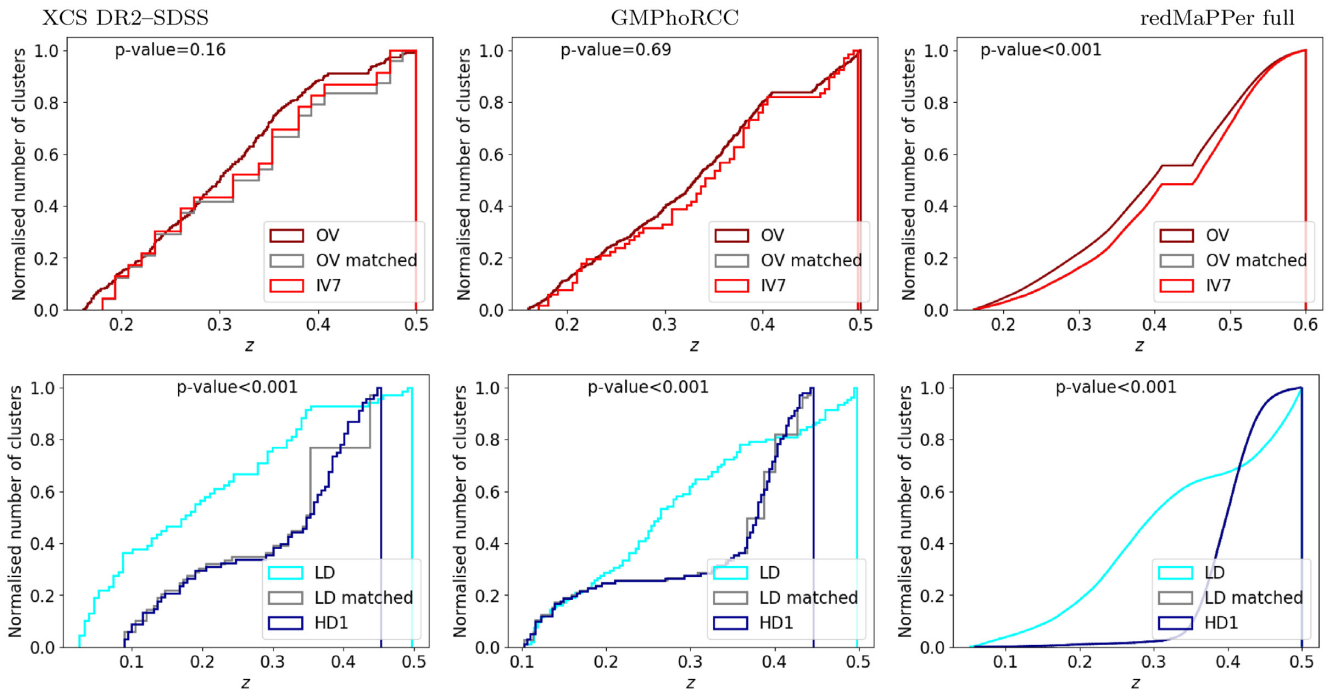 XCS DR2–SDSS GMPhoRCC redMaPPer full
p-value=0.16
Normalised number of clusters
1.0
0.8
0.6
0.4
0.2
0.0
OV
OV matched
IV7
0.2 0.3 0.4 0.5
z
p-value=0.69
Normalised number of clusters
1.0
0.8
0.6
0.4
0.2
0.0
OV
OV matched
IV7
0.2 0.3 0.4 0.5
z
p-value<0.001
Normalised number of clusters
1.0
0.8
0.6
0.4
0.2
0.0
OV
OV matched
IV7
0.2 0.3 0.4 0.5 0.6
z
p-value<0.001
Normalised number of clusters
1.0
0.8
0.6
0.4
0.2
0.0
LD
LD matched
HD1
0.0 0.1 0.2 0.3 0.4 0.5
z
p-value<0.001
Normalised number of clusters
1.0
0.8
0.6
0.4
0.2
0.0
LD
LD matched
HD1
0.1 0.2 0.3 0.4 0.5
z
p-value<0.001
Normalised number of clusters
1.0
0.8
0.6
0.4
0.2
0.0
LD
LD matched
HD1
0.1 0.2 0.3 0.4 0.5
z